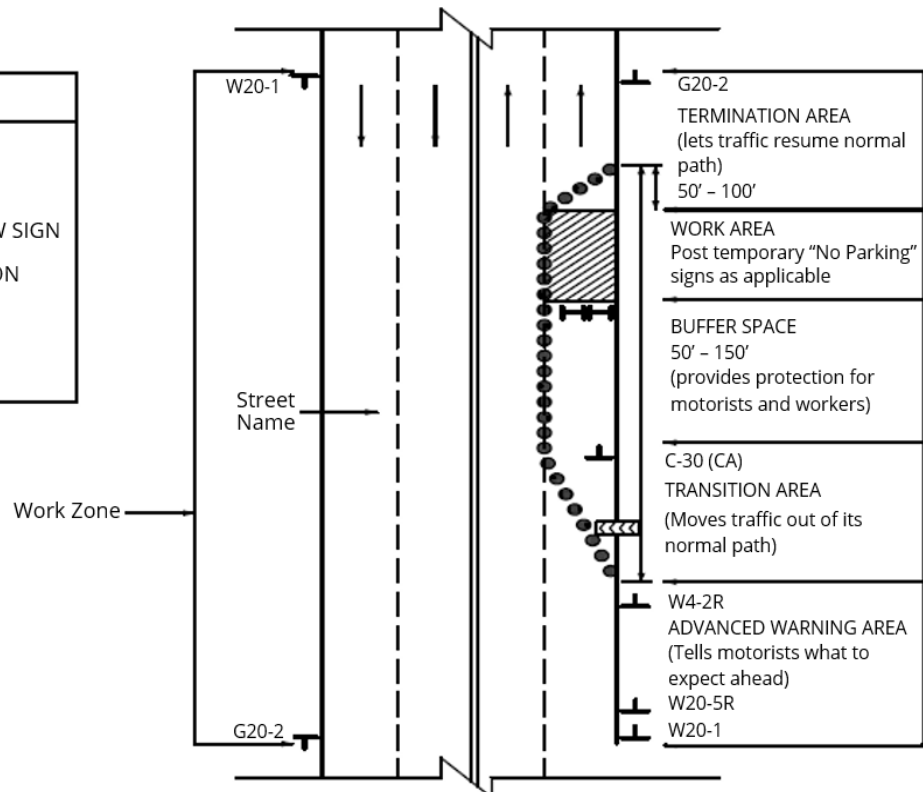 W SIGN
ON
W20-1
Street
Name
Work Zone
G20-2
G20-2
TERMINATION AREA
(lets traffic resume normal
path)
50’ – 100’
WORK AREA
Post temporary “No Parking”
signs as applicable
BUFFER SPACE
50’ – 150’
(provides protection for
motorists and workers)
C-30 (CA)
TRANSITION AREA
(Moves traffic out of its
normal path)
W4-2R
ADVANCED WARNING AREA
(Tells motorists what to
expect ahead)
W20-5R
W20-1